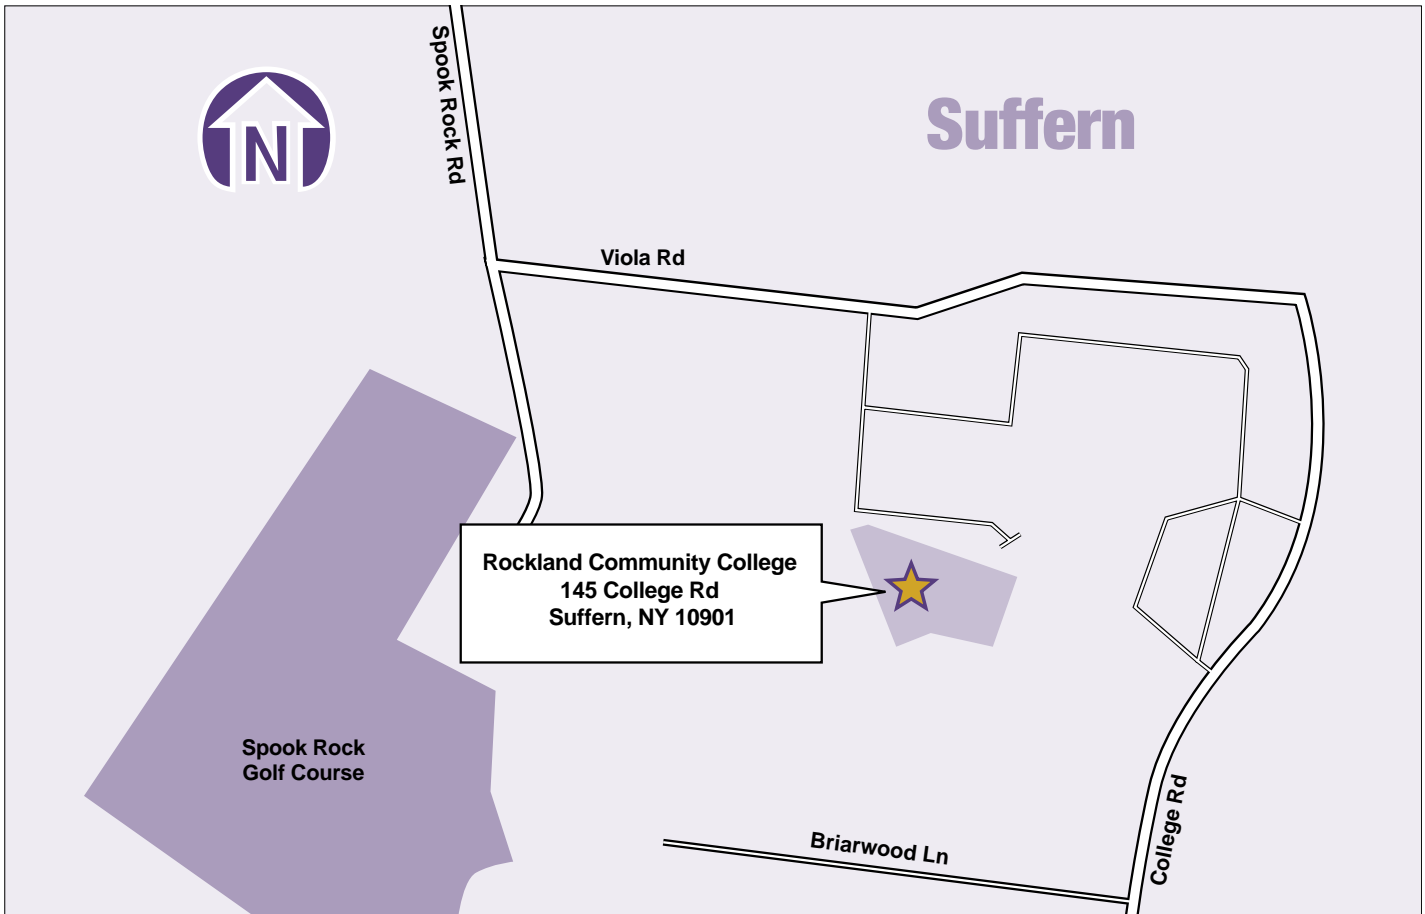 Spook Rock Rd
N
Suffern
Viola Rd
Rockland Community College
145 College Rd
Suffern, NY 10901
Spook Rock
Golf Course
Briarwood Ln
College Rd